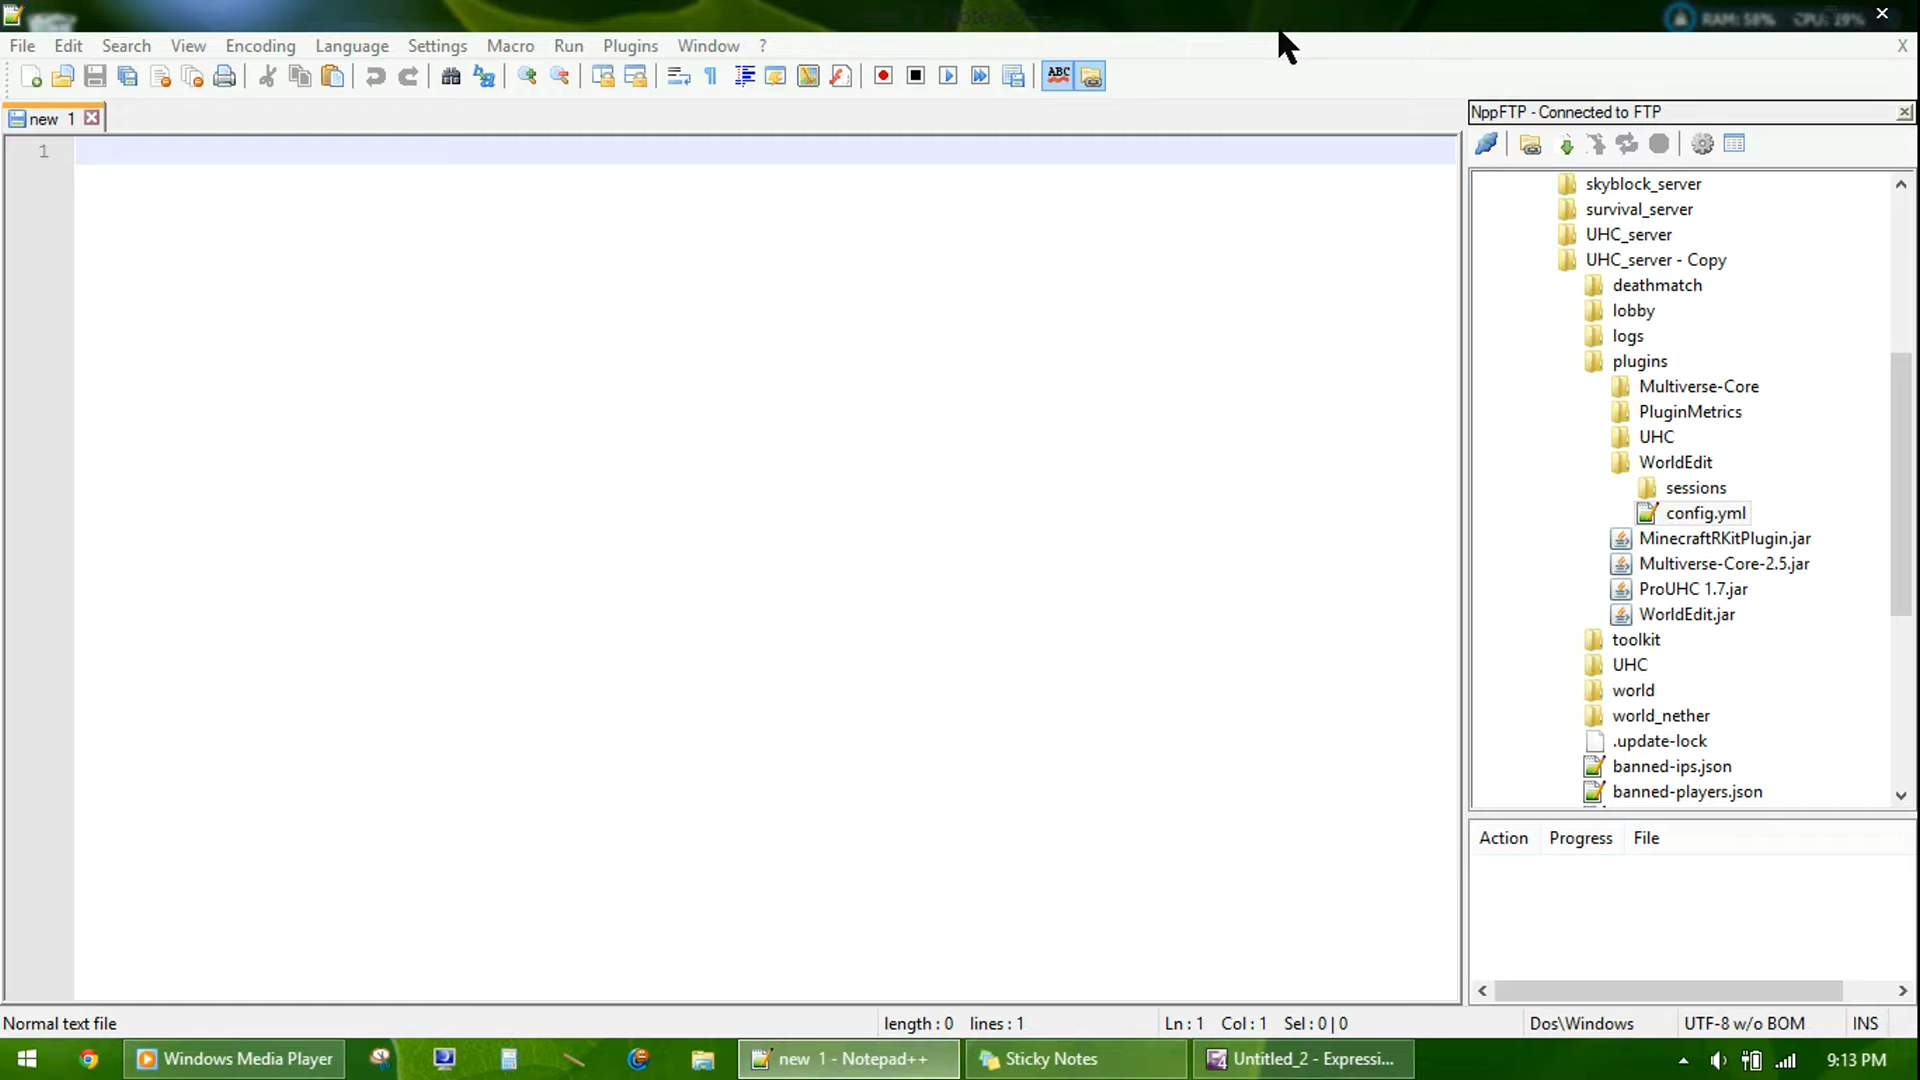 RAM: 58% CPU: 19%
File Edit Search View Encoding Language Settings Macro Run Plugins Window ? X
ABC
new 1
NppFTP - Connected to FTP
1
skyblock_server
survival_server
UHC_server
UHC_server - Copy
deathmatch
lobby
logs
plugins
Multiverse-Core
PluginMetrics
UHC
WorldEdit
sessions
config.yml
MinecraftRKitPlugin.jar
Multiverse-Core-2.5.jar
ProUHC 1.7.jar
WorldEdit.jar
toolkit
UHC
world
world_nether
.update-lock
banned-ips.json
banned-players.json
Action Progress File
Normal text file length : 0 lines : 1 Ln : 1 Col : 1 Sel : 0 | 0 Dos\Windows UTF-8 w/o BOM INS
Windows Media Player new 1 - Notepad++ Sticky Notes Untitled_2 - Expressi... 9:13 PM